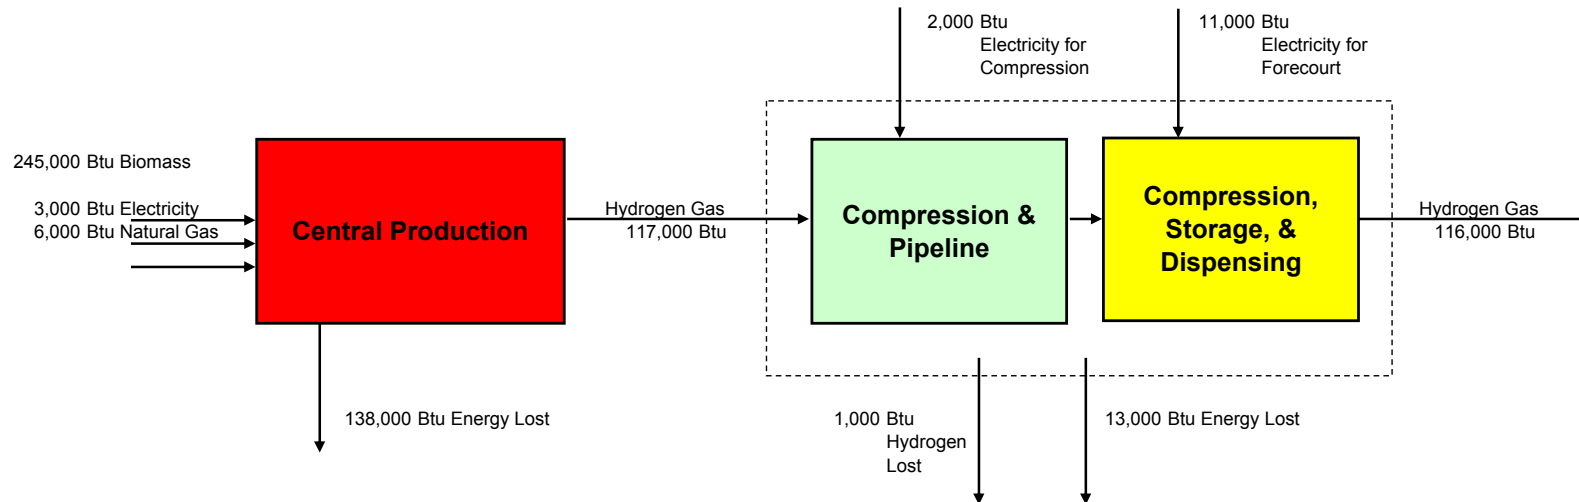 2,000 Btu
Electricity for
Compression
11,000 Btu
Electricity for
Forecourt
245,000 Btu Biomass
3,000 Btu Electricity
6,000 Btu Natural Gas
Central Production
Hydrogen Gas
117,000 Btu
Compression &
Pipeline
Compression,
Storage, &
Dispensing
Hydrogen Gas
116,000 Btu
138,000 Btu Energy Lost
1,000 Btu
Hydrogen
Lost
13,000 Btu Energy Lost